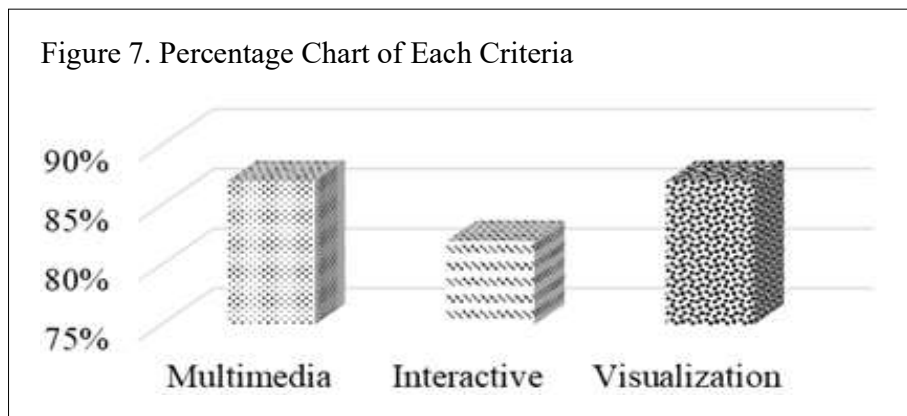 Figure 7. Percentage Chart of Each Criteria
90%
85%
80%
75%
Multimedia Interactive Visualization